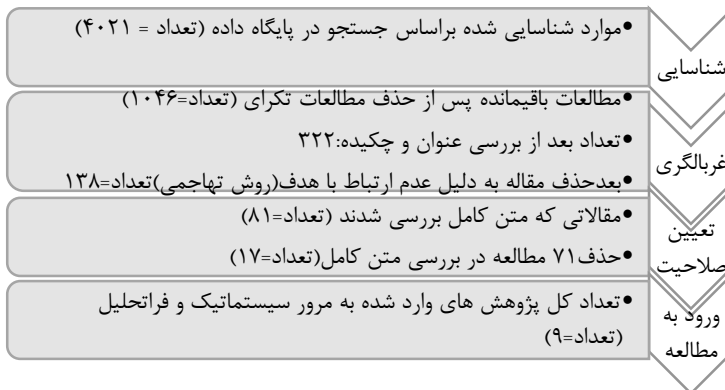 •موارد شناسایی شده براساس جستجو در پایگاه داده (تعداد = ۴۰۲۱)
شناسایی
•مطالعات باقیمانده پس از حذف مطالعات تکرای (تعداد=۱۰۴۶)
•تعداد بعد از بررسی عنوان و چکیده:۳۲۲
•بعدحذف مقاله به دلیل عدم ارتباط با هدف(روش تهاجمی)تعداد=۱۳۸
غربالگری
•مقالاتی که متن کامل بررسی شدند (تعداد=۸۱)
•حذف۷۱ مطالعه در بررسی متن کامل(تعداد=۱۷)
تعیین
صلاحیت
•تعداد کل پژوهش های وارد شده به مرور سیستماتیک و فراتحلیل
(تعداد=۹)
ورود به
مطالعه